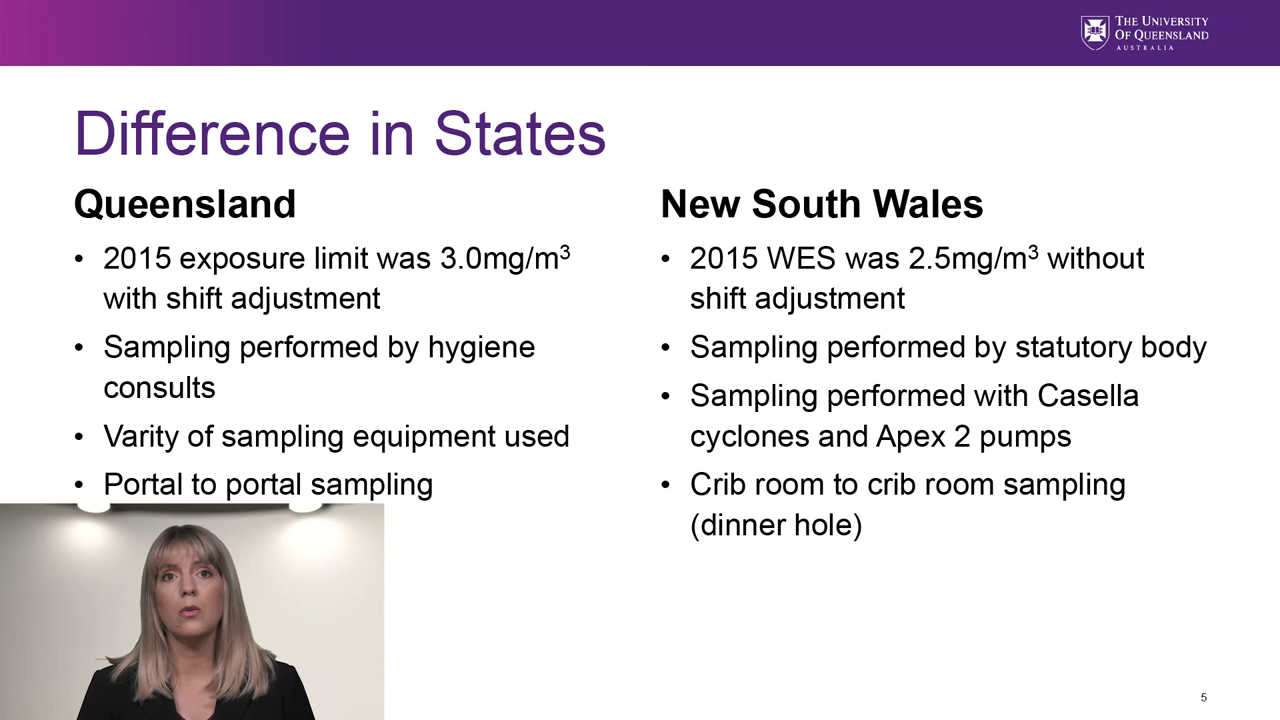 THE UNIVERSITY
OF QUEENSLAND
AUSTRALIA
Difference in States
Queensland
• 2015 exposure limit was 3.0mg/m³
with shift adjustment
• Sampling performed by hygiene
consults
• Varity of sampling equipment used
• Portal to portal sampling
New South Wales
• 2015 WES was 2.5mg/m³ without
shift adjustment
• Sampling performed by statutory body
• Sampling performed with Casella
cyclones and Apex 2 pumps
• Crib room to crib room sampling
(dinner hole)
5